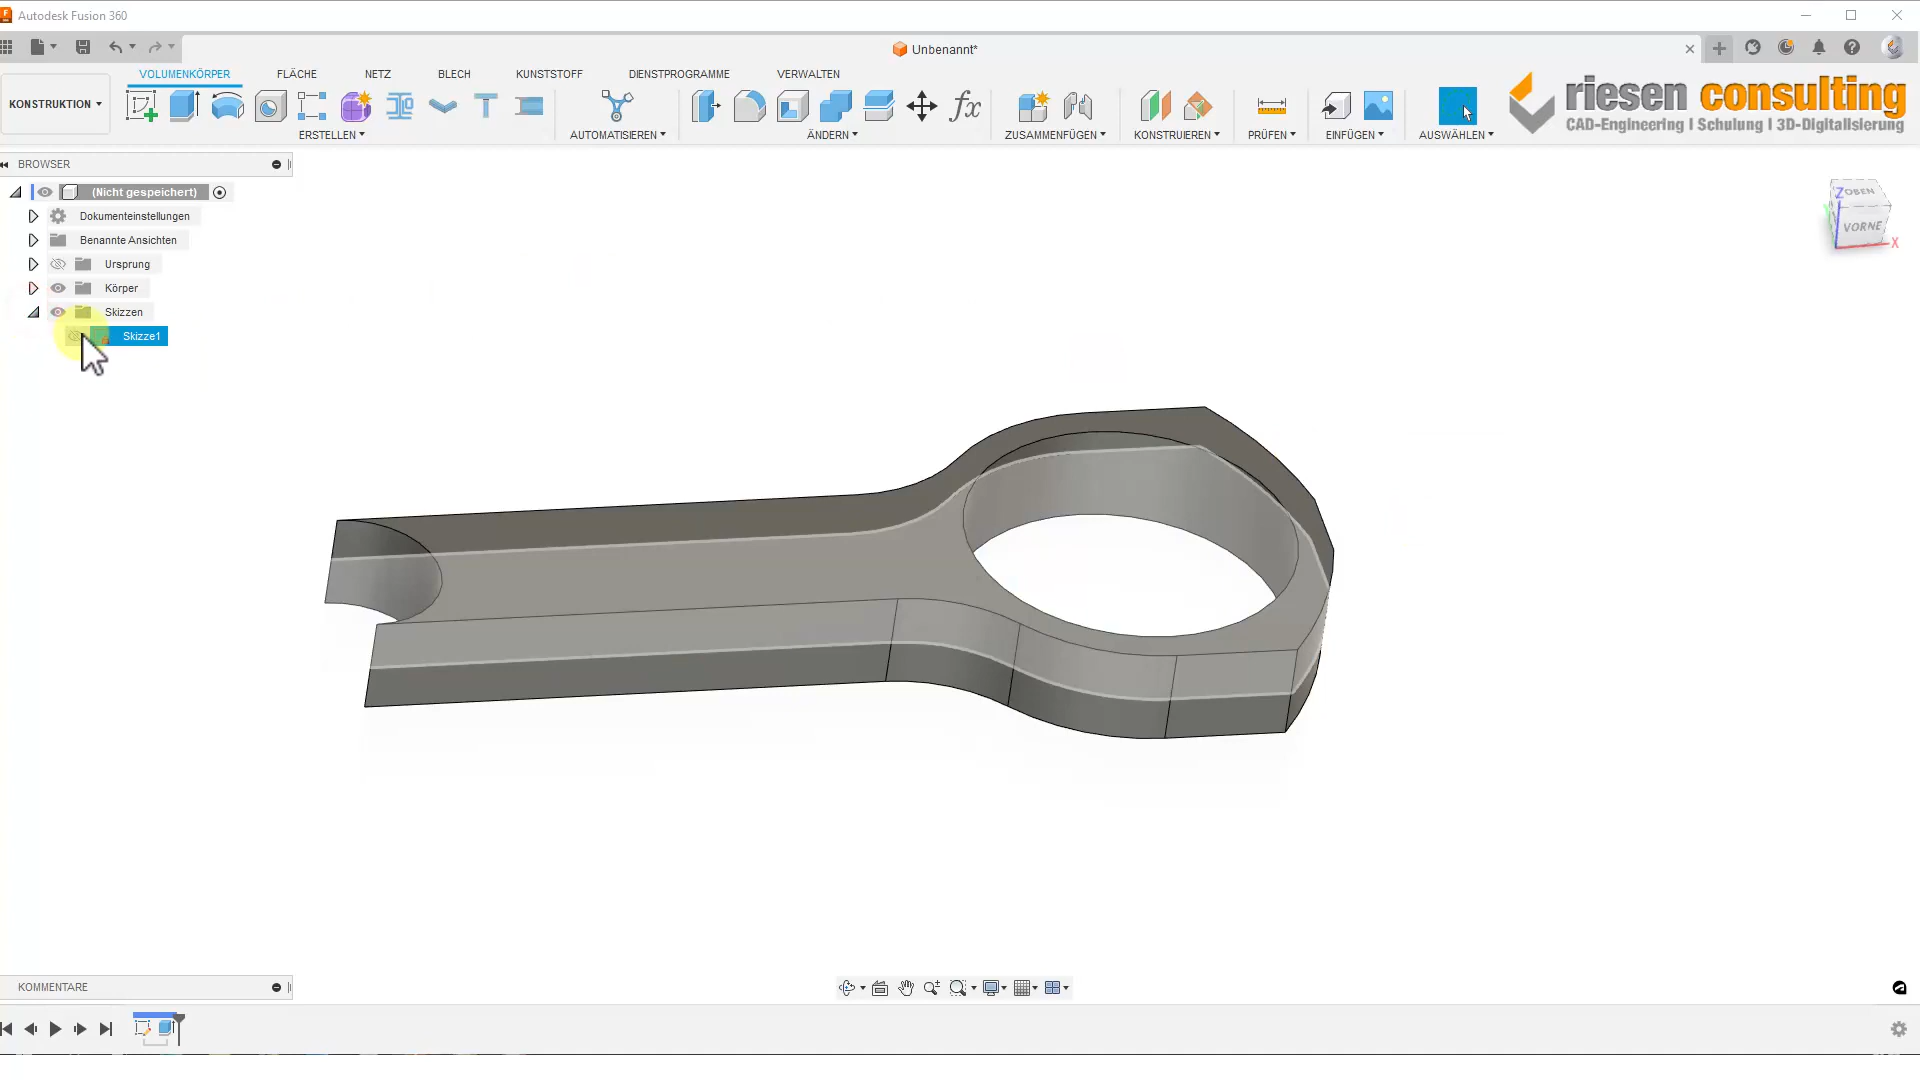 Autodesk Fusion 360
Unbenannt*
VOLUMENKÖRPER FLÄCHE NETZ BLECH KUNSTSTOFF DIENSTPROGRAMME VERWALTEN
KONSTRUKTION
ERSTELLEN AUTOMATISIEREN ÄNDERN ZUSAMMENFÜGEN KONSTRUIEREN PRÜFEN EINFÜGEN AUSWÄHLEN
riesen consulting
CAD-Engineering I Schulung I 3D-Digitalisierung
BROWSER
(Nicht gespeichert)
Dokumenteinstellungen
Benannte Ansichten
Ursprung
Körper
Skizzen
Skizze1
Z OBEN
VORNE
X
KOMMENTARE